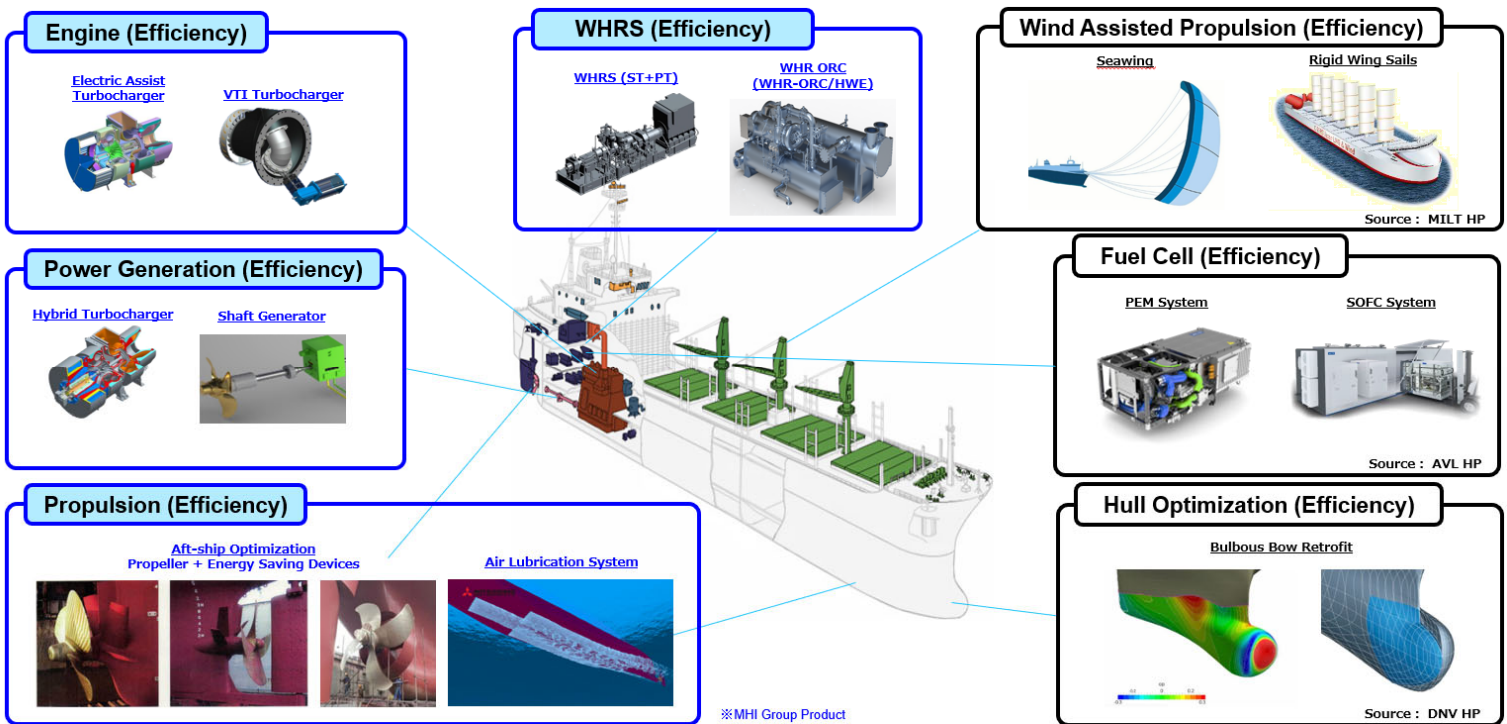 Engine (Efficiency)
Electric Assist
Turbocharger
VTI Turbocharger
WHRS (Efficiency)
WHRS (ST+PT)
WHR ORC
(WHR-ORC/HWE)
Wind Assisted Propulsion (Efficiency)
Seawing
Rigid Wing Sails
Source : MILT HP
Power Generation (Efficiency)
Hybrid Turbocharger
Shaft Generator
Fuel Cell (Efficiency)
PEM System
SOFC System
Source : AVL HP
Propulsion (Efficiency)
Aft-ship Optimization
Propeller + Energy Saving Devices
Air Lubrication System
Hull Optimization (Efficiency)
Bulbous Bow Retrofit
Source : DNV HP
※MHI Group Product